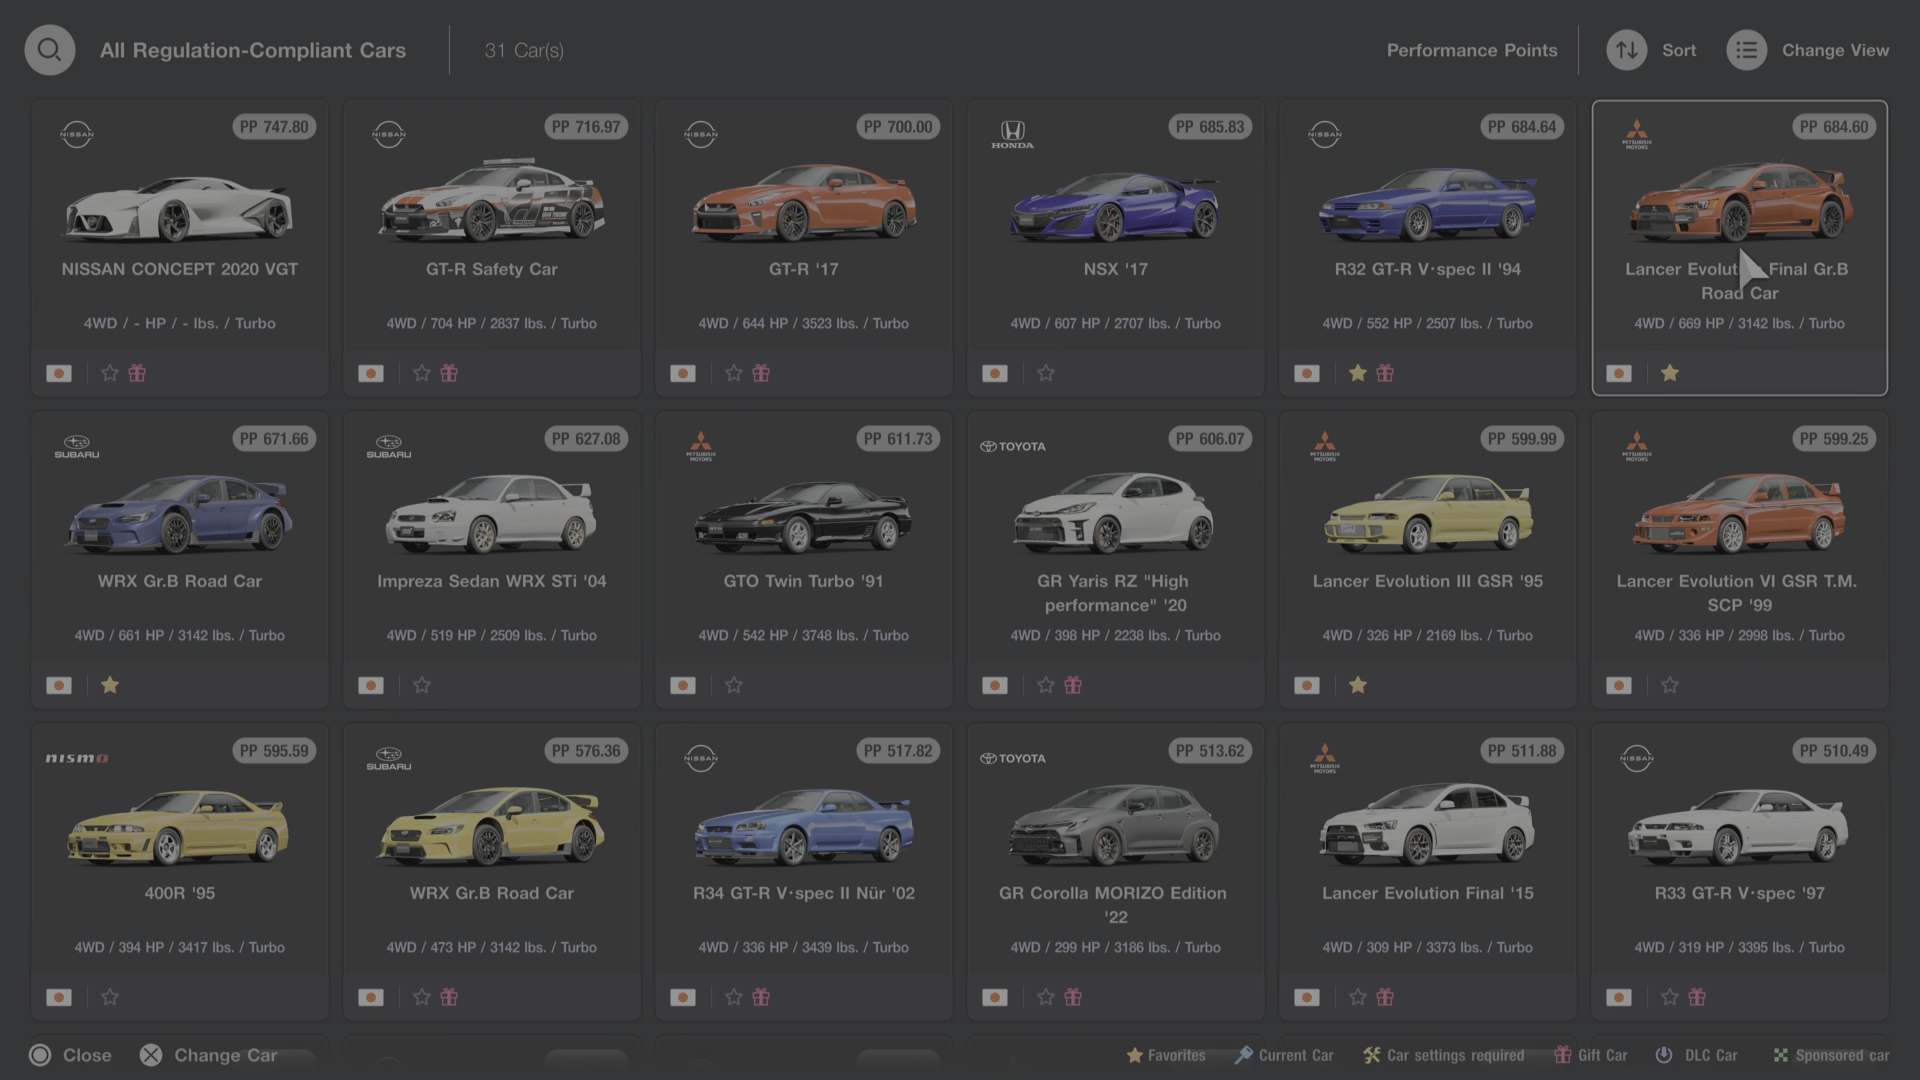 All Regulation-Compliant Cars
31 Car(s)
Performance Points
Sort
Change View
NISSAN
PP 747.80
NISSAN CONCEPT 2020 VGT
4WD / - HP / - lbs. / Turbo
NISSAN
PP 716.97
GT-R Safety Car
4WD / 704 HP / 2837 lbs. / Turbo
NISSAN
PP 700.00
GT-R '17
4WD / 644 HP / 3523 lbs. / Turbo
HONDA
PP 685.83
NSX '17
4WD / 607 HP / 2707 lbs. / Turbo
NISSAN
PP 684.64
R32 GT-R V·spec II '94
4WD / 552 HP / 2507 lbs. / Turbo
MITSUBISHI
MOTORS
PP 684.60
Lancer Evolut Final Gr.B
Road Car
4WD / 669 HP / 3142 lbs. / Turbo
SUBARU
PP 671.66
WRX Gr.B Road Car
4WD / 661 HP / 3142 lbs. / Turbo
SUBARU
PP 627.08
Impreza Sedan WRX STi '04
4WD / 519 HP / 2509 lbs. / Turbo
MITSUBISHI
MOTORS
PP 611.73
GTO Twin Turbo '91
4WD / 542 HP / 3748 lbs. / Turbo
TOYOTA
PP 606.07
GR Yaris RZ "High
performance" '20
4WD / 398 HP / 2238 lbs. / Turbo
MITSUBISHI
MOTORS
PP 599.99
Lancer Evolution III GSR '95
4WD / 326 HP / 2169 lbs. / Turbo
MITSUBISHI
MOTORS
PP 599.25
Lancer Evolution VI GSR T.M.
SCP '99
4WD / 336 HP / 2998 lbs. / Turbo
nismo
PP 595.59
400R '95
4WD / 394 HP / 3417 lbs. / Turbo
SUBARU
PP 576.36
WRX Gr.B Road Car
4WD / 473 HP / 3142 lbs. / Turbo
NISSAN
PP 517.82
R34 GT-R V·spec II Nür '02
4WD / 336 HP / 3439 lbs. / Turbo
TOYOTA
PP 513.62
GR Corolla MORIZO Edition
'22
4WD / 299 HP / 3186 lbs. / Turbo
MITSUBISHI
MOTORS
PP 511.88
Lancer Evolution Final '15
4WD / 309 HP / 3373 lbs. / Turbo
NISSAN
PP 510.49
R33 GT-R V·spec '97
4WD / 319 HP / 3395 lbs. / Turbo
Close
Change Car
Favorites
Current Car
Car settings required
Gift Car
DLC Car
Sponsored car